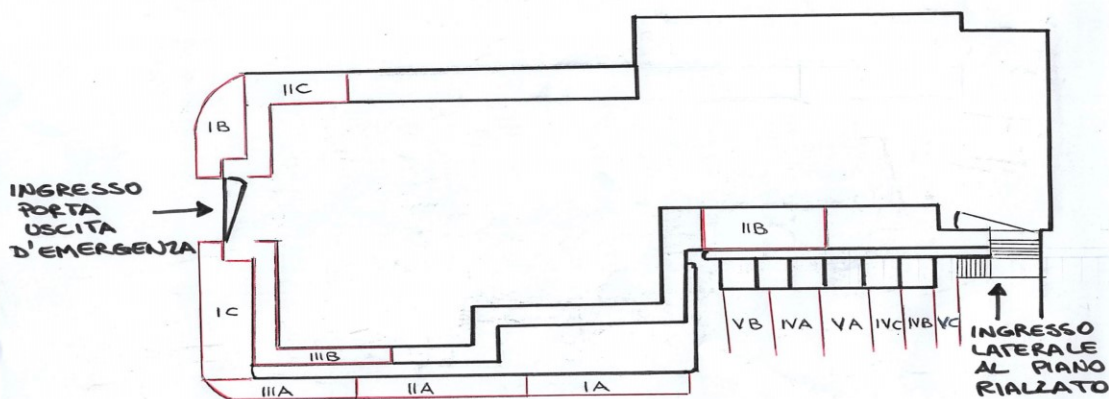 IIC
IB
INGRESSO
PORTA
USCITA
D'EMERGENZA
IIB
IC
VB IVA VA IVC IVB VC
IIIB
INGRESSO
LATERALE
AL PIANO
RIALZATO
IIIA IIA IA